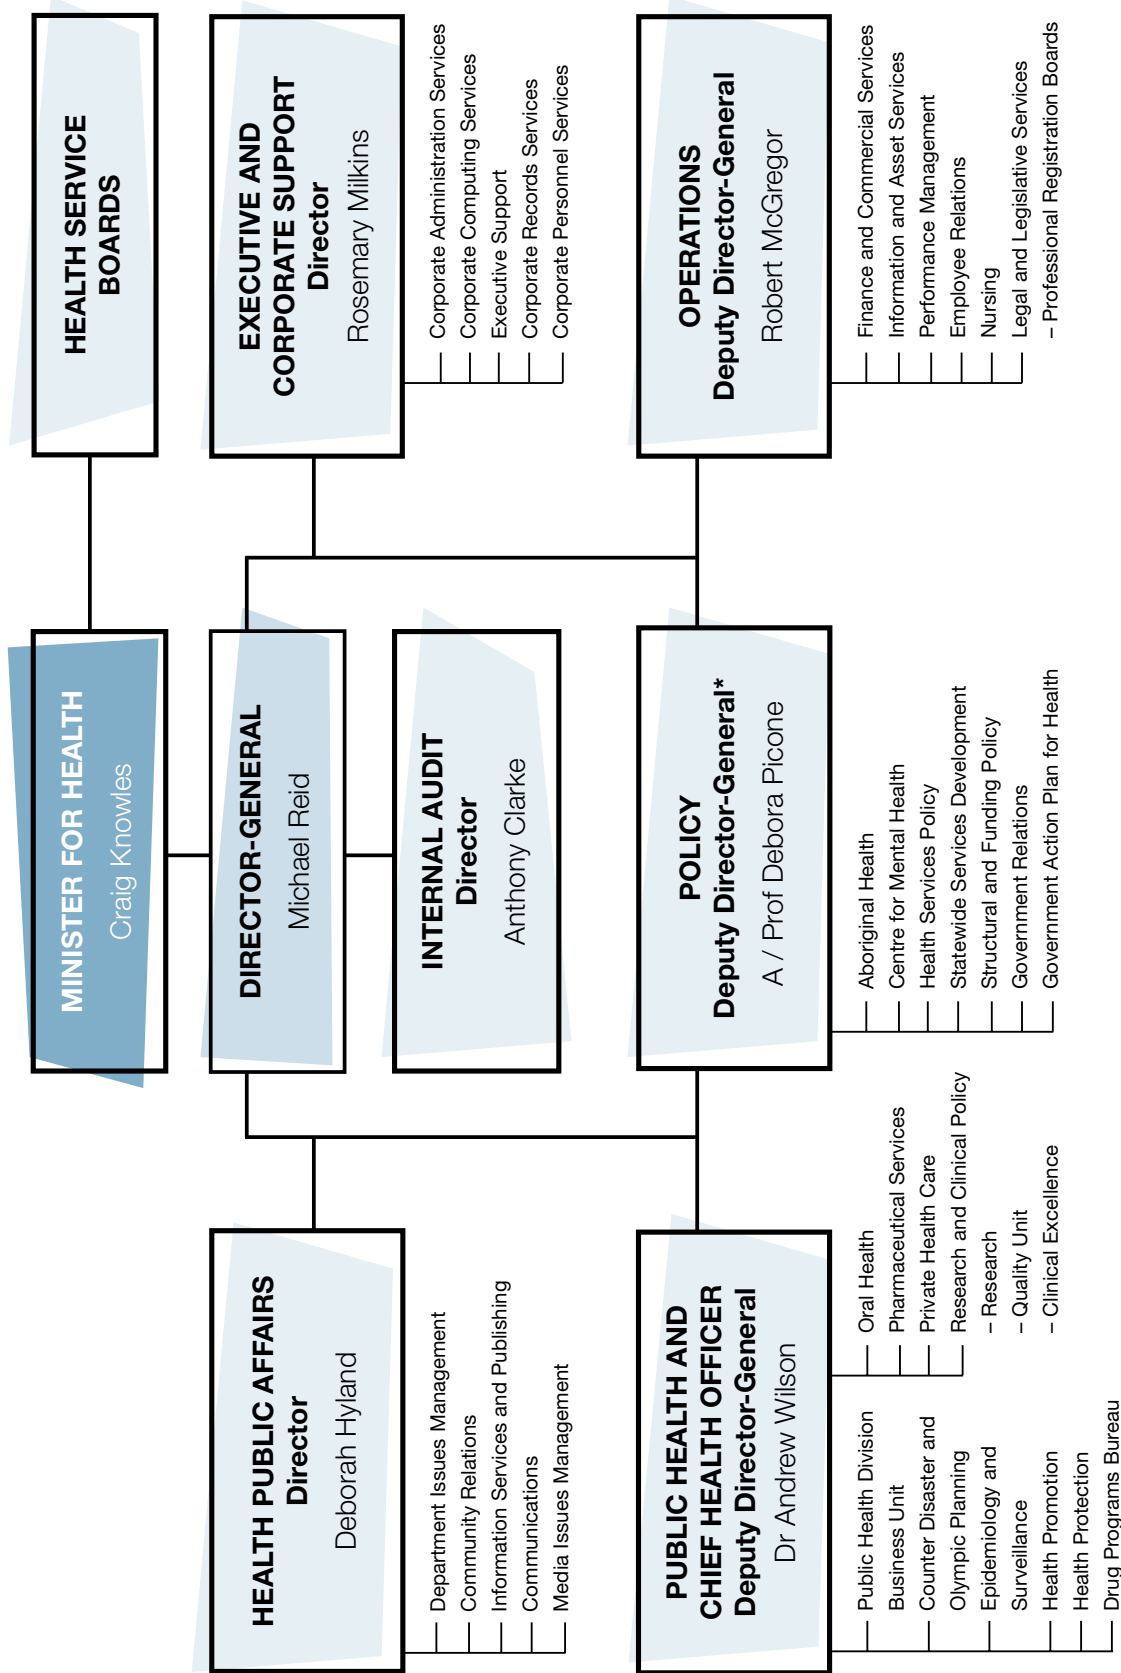 MINISTER FOR HEALTH
Craig Knowles
HEALTH SERVICE
BOARDS
DIRECTOR-GENERAL
Michael Reid
HEALTH PUBLIC AFFAIRS
Director
Deborah Hyland
Department Issues Management
Community Relations
Information Services and Publishing
Communications
Media Issues Management
INTERNAL AUDIT
Director
Anthony Clarke
EXECUTIVE AND
CORPORATE SUPPORT
Director
Rosemary Milkins
Corporate Administration Services
Corporate Computing Services
Executive Support
Corporate Records Services
Corporate Personnel Services
PUBLIC HEALTH AND
CHIEF HEALTH OFFICER
Deputy Director-General
Dr Andrew Wilson
Public Health Division
Business Unit
Counter Disaster and
Olympic Planning
Epidemiology and
Surveillance
Health Promotion
Health Protection
Drug Programs Bureau
Oral Health
Pharmaceutical Services
Private Health Care
Research and Clinical Policy
– Research
– Quality Unit
– Clinical Excellence
POLICY
Deputy Director-General*
A / Prof Debora Picone
Aboriginal Health
Centre for Mental Health
Health Services Policy
Statewide Services Development
Structural and Funding Policy
Government Relations
Government Action Plan for Health
OPERATIONS
Deputy Director-General
Robert McGregor
Finance and Commercial Services
Information and Asset Services
Performance Management
Employee Relations
Nursing
Legal and Legislative Services
– Professional Registration Boards